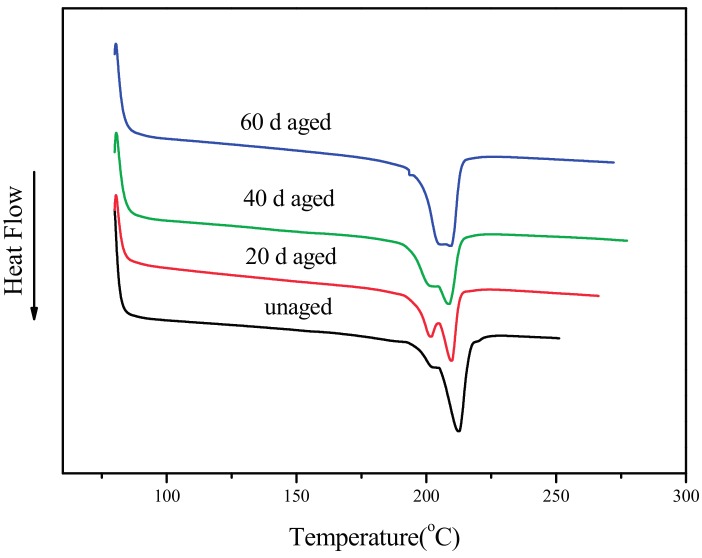 60 d aged
40 d aged
20 d aged
unaged
Heat Flow
100 150 200 250 300
Temperature(°C)